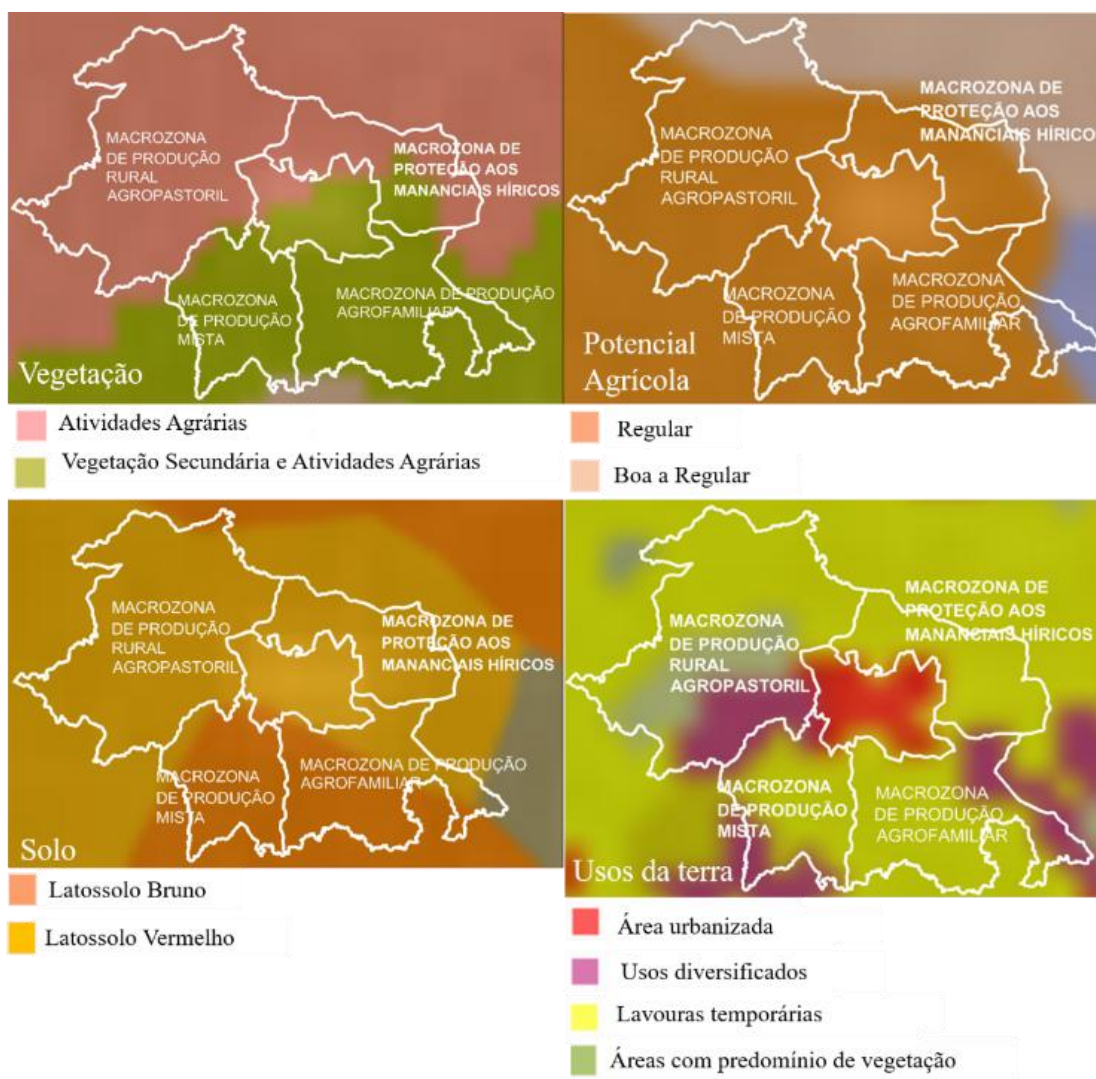 MACROZONA
DE PRODUÇÃO
RURAL
AGROPASTORIL
MACROZONA DE
PROTEÇÃO AOS
MANANCIAIS HÍRICOS
MACROZONA
DE PRODUÇÃO
MISTA
MACROZONA DE PRODUÇÃO
AGROFAMILIAR
Vegetação
Atividades Agrárias
Vegetação Secundária e Atividades Agrárias
MACROZONA
DE PRODUÇÃO
RURAL
AGROPASTORIL
MACROZONA DE
PROTEÇÃO AOS
MANANCIAIS HÍRICOS
MACROZONA
DE PRODUÇÃO
MISTA
MACROZONA
DE PRODUÇÃO
AGROFAMILIAR
Potencial
Agrícola
Regular
Boa a Regular
MACROZONA
DE PRODUÇÃO
RURAL
AGROPASTORIL
MACROZONA DE
PROTEÇÃO AOS
MANANCIAIS HÍRICOS
MACROZONA
DE PRODUÇÃO
MISTA
MACROZONA DE PRODUÇÃO
AGROFAMILIAR
Solo
Latossolo Bruno
Latossolo Vermelho
MACROZONA
DE PRODUÇÃO
RURAL
AGROPASTORIL
MACROZONA DE
PROTEÇÃO AOS
MANANCIAIS HÍRICOS
MACROZONA
DE PRODUÇÃO
MISTA
MACROZONA
DE PRODUÇÃO
AGROFAMILIAR
Usos da terra
Área urbanizada
Usos diversificados
Lavouras temporárias
Áreas com predomínio de vegetação